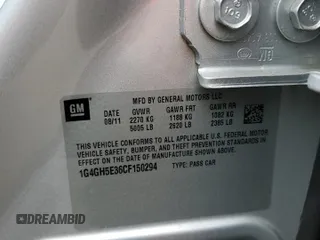 GM
MFD BY GENERAL MOTORS LLC
DATE GVWR GAWR FRT GAWR RR
08/11 2270 KG 1188 KG 1082 KG
5005 LB 2620 LB 2385 LB
THIS VEHICLE CONFORMS TO ALL APPLICABLE U.S. FEDERAL MOTOR
VEHICLE SAFETY, BUMPER, AND THEFT PREVENTION STANDARDS IN
EFFECT ON THE DATE OF MANUFACTURE SHOWN ABOVE.
1G4GH5E36CF150294 TYPE: PASS CAR
DREAMBID